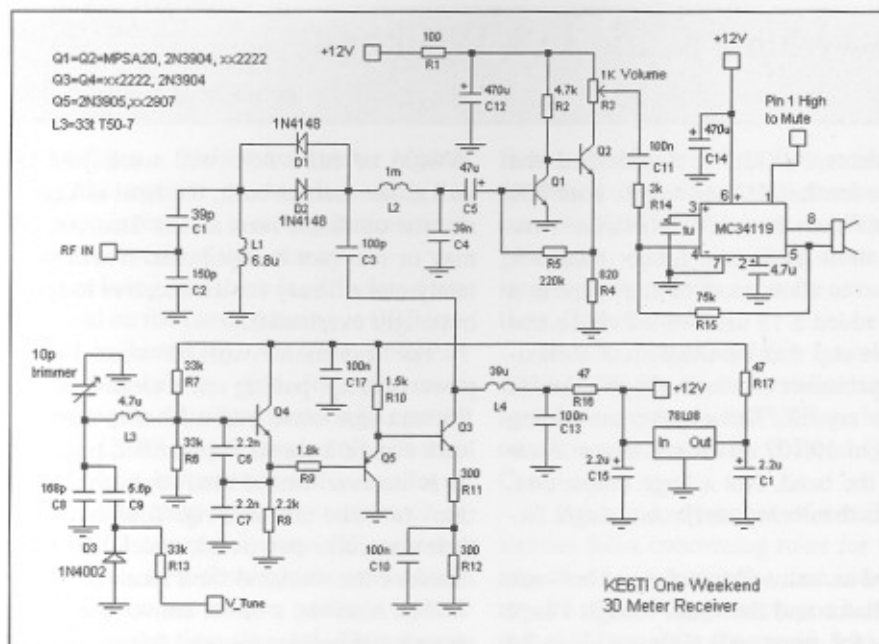 Q1=Q2=MPSA20, 2N3904, xx2222
Q3=Q4=xx2222, 2N3904
Q5=2N3905,xx2907
L3=33t T50-7
+12V
100
R1
+
470u
C12
4.7k
R2
1K Volume
R3
Q2
Q1
100n
C11
3k
R14
+12V
+
470u
C14
Pin 1 High
to Mute
1N4148
D1
D2
1N4148
1m
L2
47u
+
C5
39n
C4
39p
C1
RF IN
150p
C2
L1
6.8u
100p
C3
R5
220k
820
R4
1u
3
6
+
1
MC34119
8
4
7
2
5
+
4.7u
75k
R15
10p
trimmer
33k
R7
4.7u
L3
33k
R6
Q4
2.2n
C6
2.2n
C7
2.2k
R8
1.8k
R9
100n
C17
1.5k
R10
Q5
Q3
39u
L4
100n
C13
47
R16
+12V
47
R17
78L08
In
Out
2.2u
+
2.2u
C1
168p
C8
D3
1N4002
33k
R13
V_Tune
100n
300
R11
300
R12
KE6TI One Weekend
30 Meter Receiver